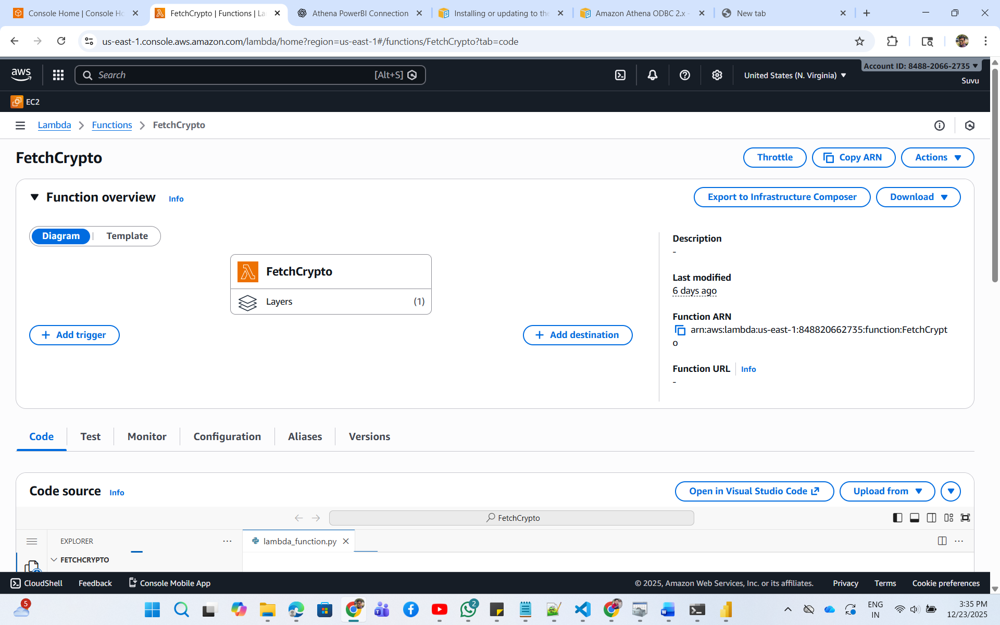 Console Home | Console Ho
FetchCrypto | Functions | La
Athena PowerBI Connection
Installing or updating to the
Amazon Athena ODBC 2.x -
New tab
us-east-1.console.aws.amazon.com/lambda/home?region=us-east-1#/functions/FetchCrypto?tab=code
aws
Search
[Alt+S]
United States (N. Virginia)
Account ID: 8488-2066-2735
Suvu
EC2
Lambda
Functions
FetchCrypto
FetchCrypto
Throttle
Copy ARN
Actions
Function overview
Info
Export to Infrastructure Composer
Download
Diagram
Template
FetchCrypto
Layers
(1)
Add trigger
Add destination
Description
-
Last modified
6 days ago
Function ARN
arn:aws:lambda:us-east-1:848820662735:function:FetchCrypt
o
Function URL
Info
-
Code
Test
Monitor
Configuration
Aliases
Versions
Code source
Info
Open in Visual Studio Code
Upload from
FetchCrypto
EXPLORER
lambda_function.py
FETCHCRYPTO
CloudShell
Feedback
Console Mobile App
© 2025, Amazon Web Services, Inc. or its affiliates.
Privacy
Terms
Cookie preferences
5
2
ENG
IN
3:35 PM
12/23/2025